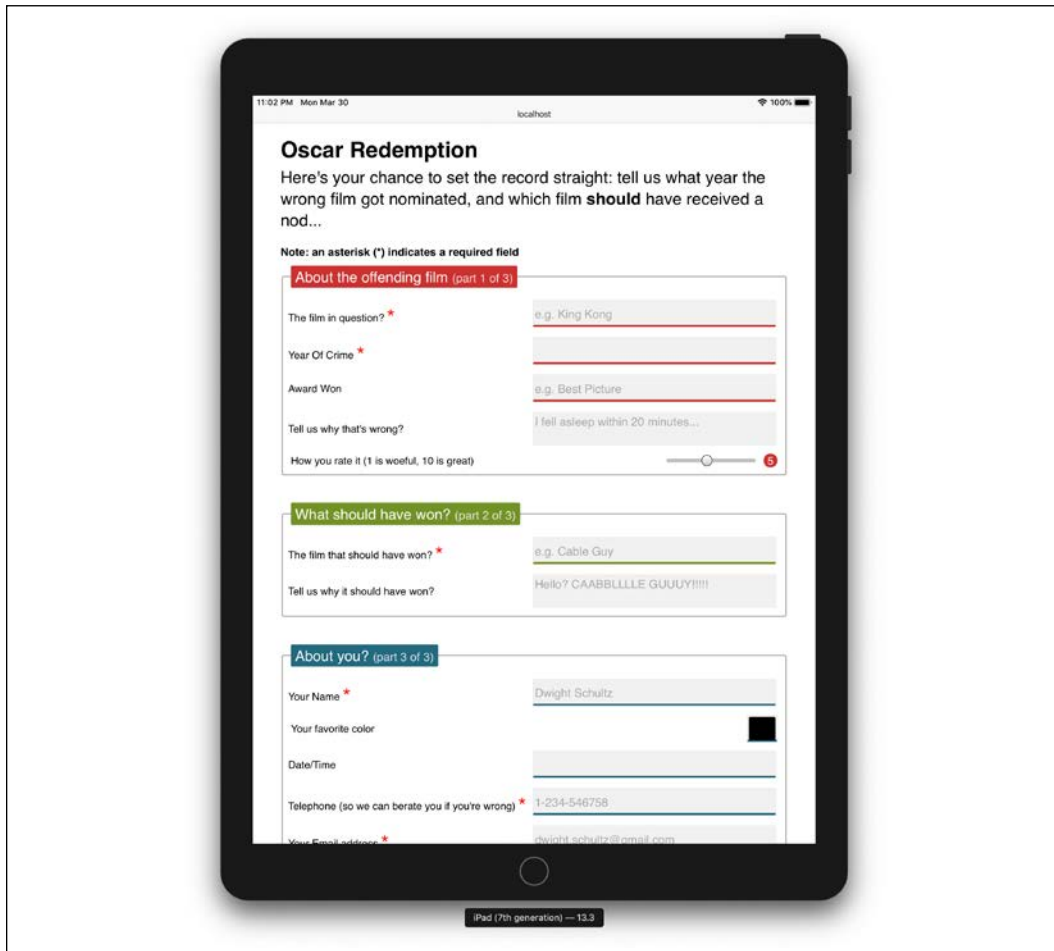 11:02 PM Mon Mar 30
100%
localhost
Oscar Redemption
Here's your chance to set the record straight: tell us what year the
wrong film got nominated, and which film should have received a
nod...
Note: an asterisk (*) indicates a required field
About the offending film (part 1 of 3)
The film in question? *
e.g. King Kong
Year Of Crime *
Award Won
e.g. Best Picture
Tell us why that's wrong?
I fell asleep within 20 minutes...
How you rate it (1 is woeful, 10 is great)
5
What should have won? (part 2 of 3)
The film that should have won? *
e.g. Cable Guy
Tell us why it should have won?
Hello? CAABBLLLLE GUUUY!!!!!
About you? (part 3 of 3)
Your Name *
Dwight Schultz
Your favorite color
Date/Time
Telephone (so we can berate you if you're wrong) *
1-234-546758
Your Email address *
dwight.schultz@gmail.com
iPad (7th generation) — 13.3